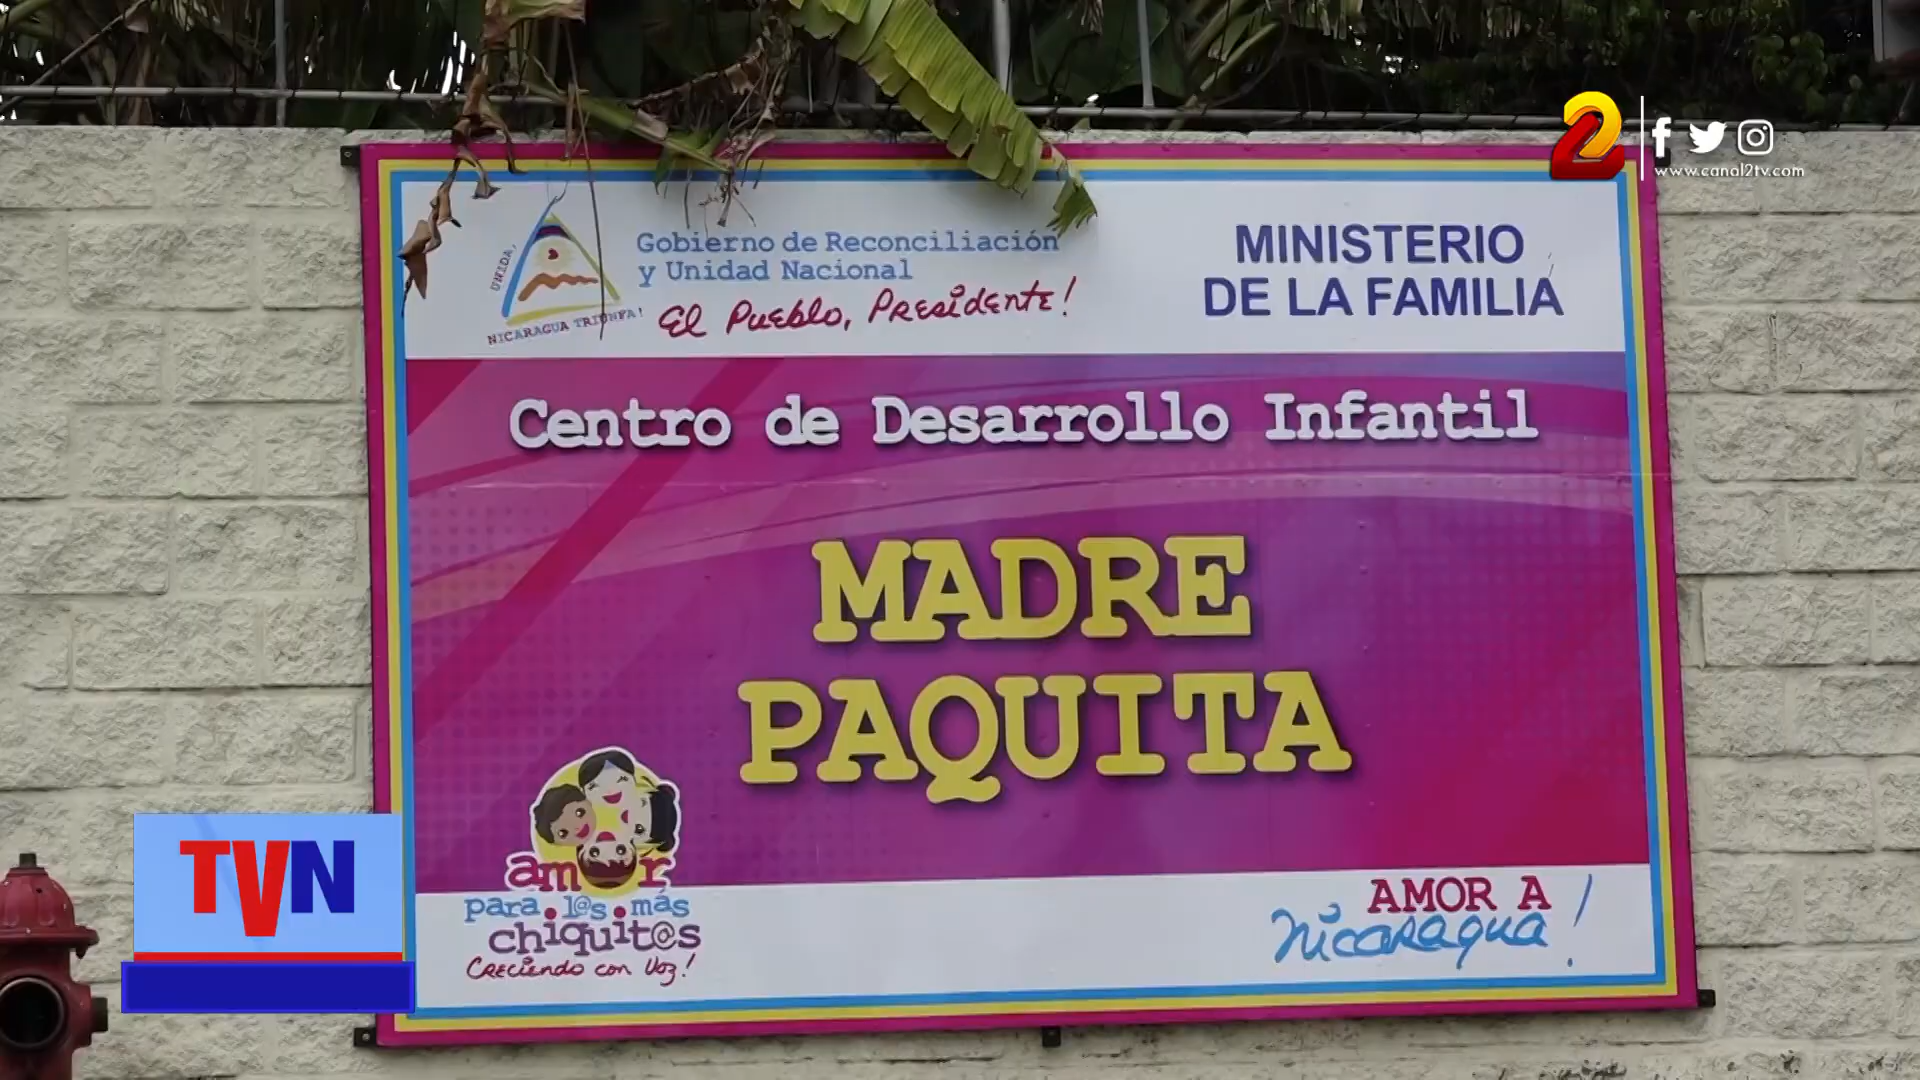 2
www.canal2tv.com
UNIDA,
NICARAGUA TRIUNFA!
Gobierno de Reconciliación
y Unidad Nacional
El Pueblo, Presidente!
MINISTERIO
DE LA FAMILIA
Centro de Desarrollo Infantil
MADRE
PAQUITA
amor
para l@s más
chiquit@s
Creciendo con Voz!
AMOR A
Nicaragua!
TVN